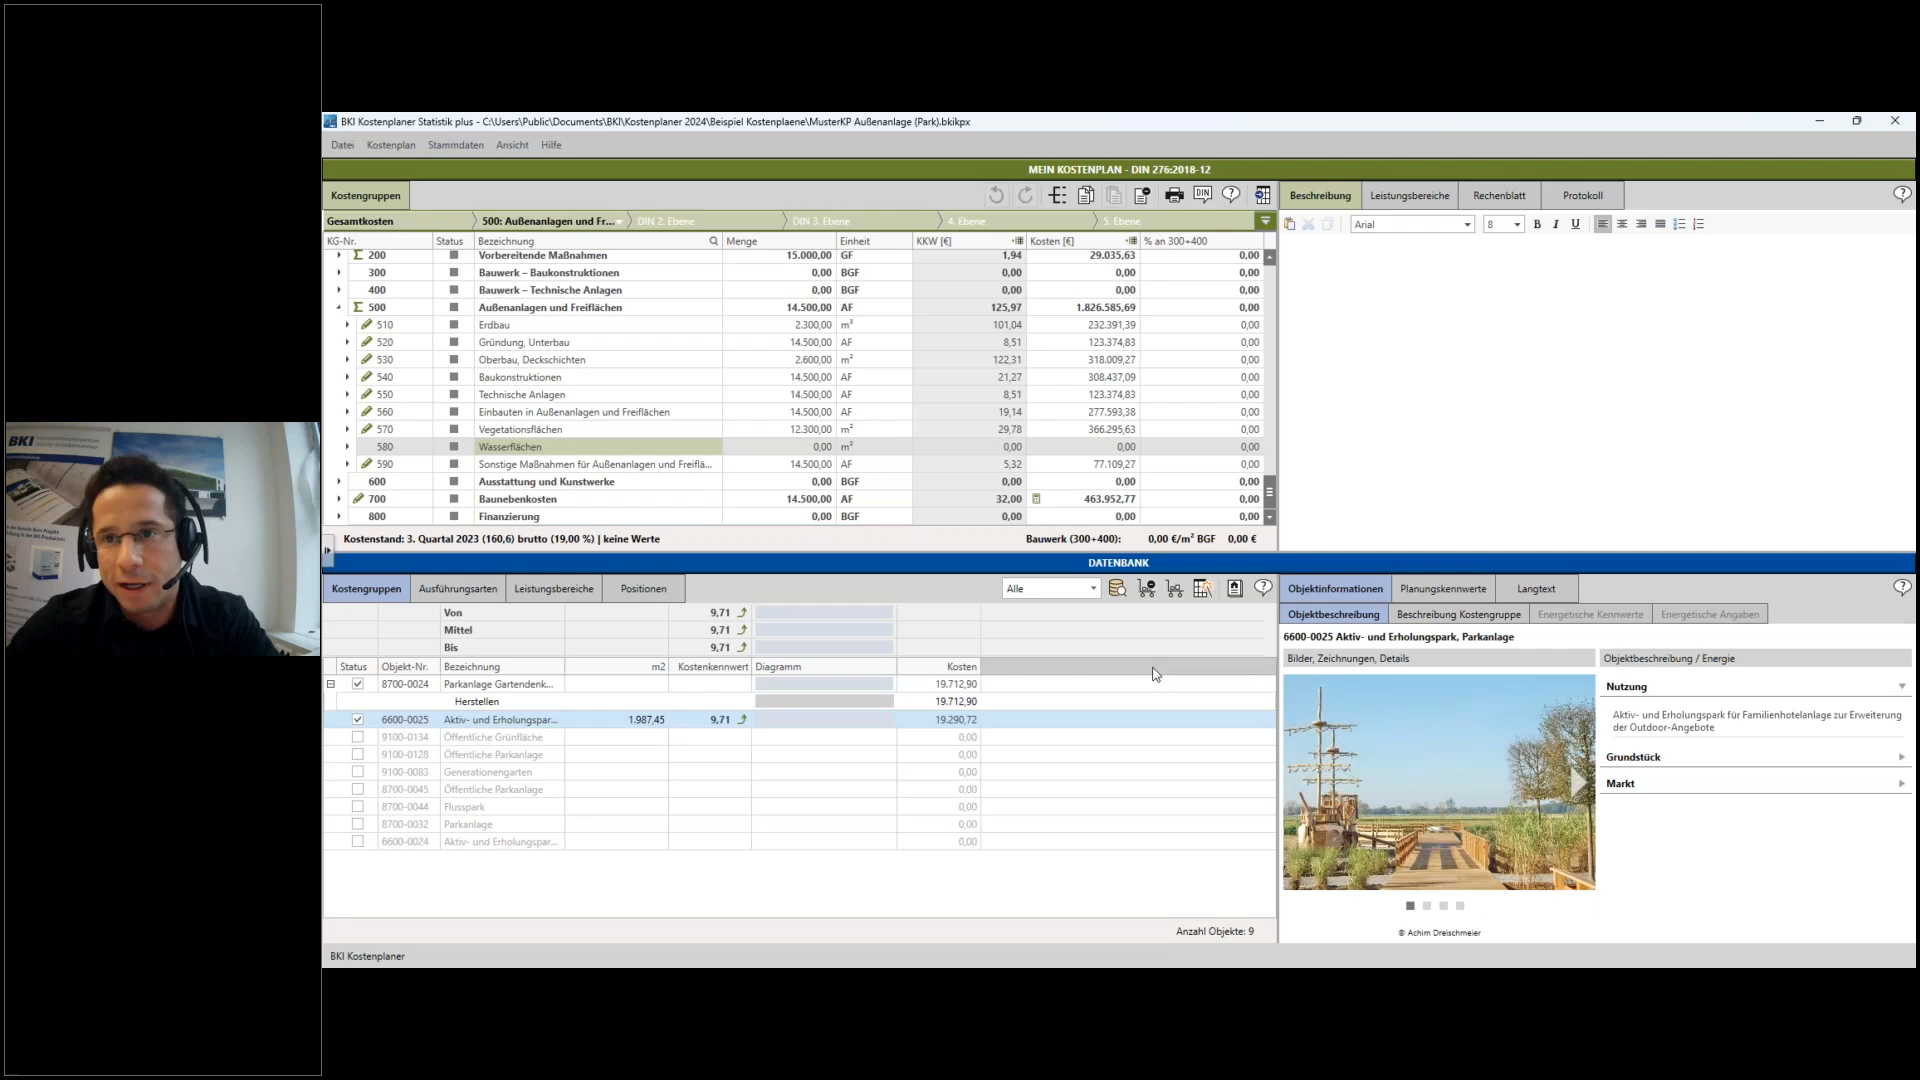 BKI Kostenplaner Statistik plus - C:\Users\Public\Documents\BKI\Kostenplaner 2024\Beispiel Kostenplaene\MusterKP Außenanlage (Park).bkikpx
Datei Kostenplan Stammdaten Ansicht Hilfe
MEIN KOSTENPLAN - DIN 276:2018-12
Kostengruppen DIN
Gesamtkosten 500: Außenanlagen und Fr... DIN 2. Ebene DIN 3. Ebene 4. Ebene 5. Ebene
KG-Nr. Status Bezeichnung Menge Einheit KKW [€] Kosten [€] % an 300+400
Σ 200 Vorbereitende Maßnahmen 15.000,00 GF 1,94 29.035,63 0,00
300 Bauwerk – Baukonstruktionen 0,00 BGF 0,00 0,00 0,00
400 Bauwerk – Technische Anlagen 0,00 BGF 0,00 0,00 0,00
Σ 500 Außenanlagen und Freiflächen 14.500,00 AF 125,97 1.826.585,69 0,00
510 Erdbau 2.300,00 m³ 101,04 232.391,39 0,00
520 Gründung, Unterbau 14.500,00 AF 8,51 123.374,83 0,00
530 Oberbau, Deckschichten 2.600,00 m² 122,31 318.009,27 0,00
540 Baukonstruktionen 14.500,00 AF 21,27 308.437,09 0,00
550 Technische Anlagen 14.500,00 AF 8,51 123.374,83 0,00
560 Einbauten in Außenanlagen und Freiflächen 14.500,00 AF 19,14 277.593,38 0,00
570 Vegetationsflächen 12.300,00 m² 29,78 366.295,63 0,00
580 Wasserflächen 0,00 m² 0,00 0,00 0,00
590 Sonstige Maßnahmen für Außenanlagen und Freiflä... 14.500,00 AF 5,32 77.109,27 0,00
600 Ausstattung und Kunstwerke 0,00 BGF 0,00 0,00 0,00
700 Baunebenkosten 14.500,00 AF 32,00 463.952,77 0,00
800 Finanzierung 0,00 BGF 0,00 0,00 0,00
Kostenstand: 3. Quartal 2023 (160,6) brutto (19,00 %) | keine Werte Bauwerk (300+400): 0,00 €/m² BGF 0,00 €
Beschreibung Leistungsbereiche Rechenblatt Protokoll
Arial 8 B I U
DATENBANK
Kostengruppen Ausführungsarten Leistungsbereiche Positionen Alle
Von 9,71
Mittel 9,71
Bis 9,71
Status Objekt-Nr. Bezeichnung m2 Kostenkennwert Diagramm Kosten
8700-0024 Parkanlage Gartendenk... 19.712,90
Herstellen 19.712,90
6600-0025 Aktiv- und Erholungspar... 1.987,45 9,71 19.290,72
9100-0134 Öffentliche Grünfläche 0,00
9100-0128 Öffentliche Parkanlage 0,00
9100-0083 Generationengarten 0,00
8700-0045 Öffentliche Parkanlage 0,00
8700-0044 Flusspark 0,00
8700-0032 Parkanlage 0,00
6600-0024 Aktiv- und Erholungspar... 0,00
Anzahl Objekte: 9
Objektinformationen Planungskennwerte Langtext
Objektbeschreibung Beschreibung Kostengruppe Energetische Kennwerte Energetische Angaben
6600-0025 Aktiv- und Erholungspark, Parkanlage
Bilder, Zeichnungen, Details Objektbeschreibung / Energie
Nutzung
Aktiv- und Erholungspark für Familienhotelanlage zur Erweiterung
der Outdoor-Angebote
Grundstück
Markt
© Achim Dreischmeier
BKI Kostenplaner
BKI